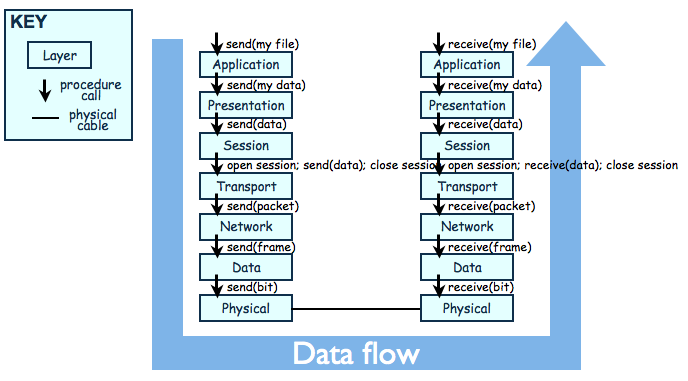 KEY
Layer
procedure
call
physical
cable
send(my file)
Application
send(my data)
Presentation
send(data)
Session
open session; send(data); close session
Transport
send(packet)
Network
send(frame)
Data
send(bit)
Physical
receive(my file)
Application
receive(my data)
Presentation
receive(data)
Session
open session; receive(data); close session
Transport
receive(packet)
Network
receive(frame)
Data
receive(bit)
Physical
Data flow